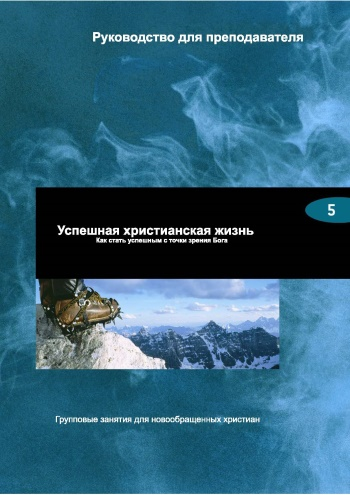 Руководство для преподавателя
5
Успешная христианская жизнь
Как стать успешным с точки зрения Бога
Групповые занятия для новообращенных христиан